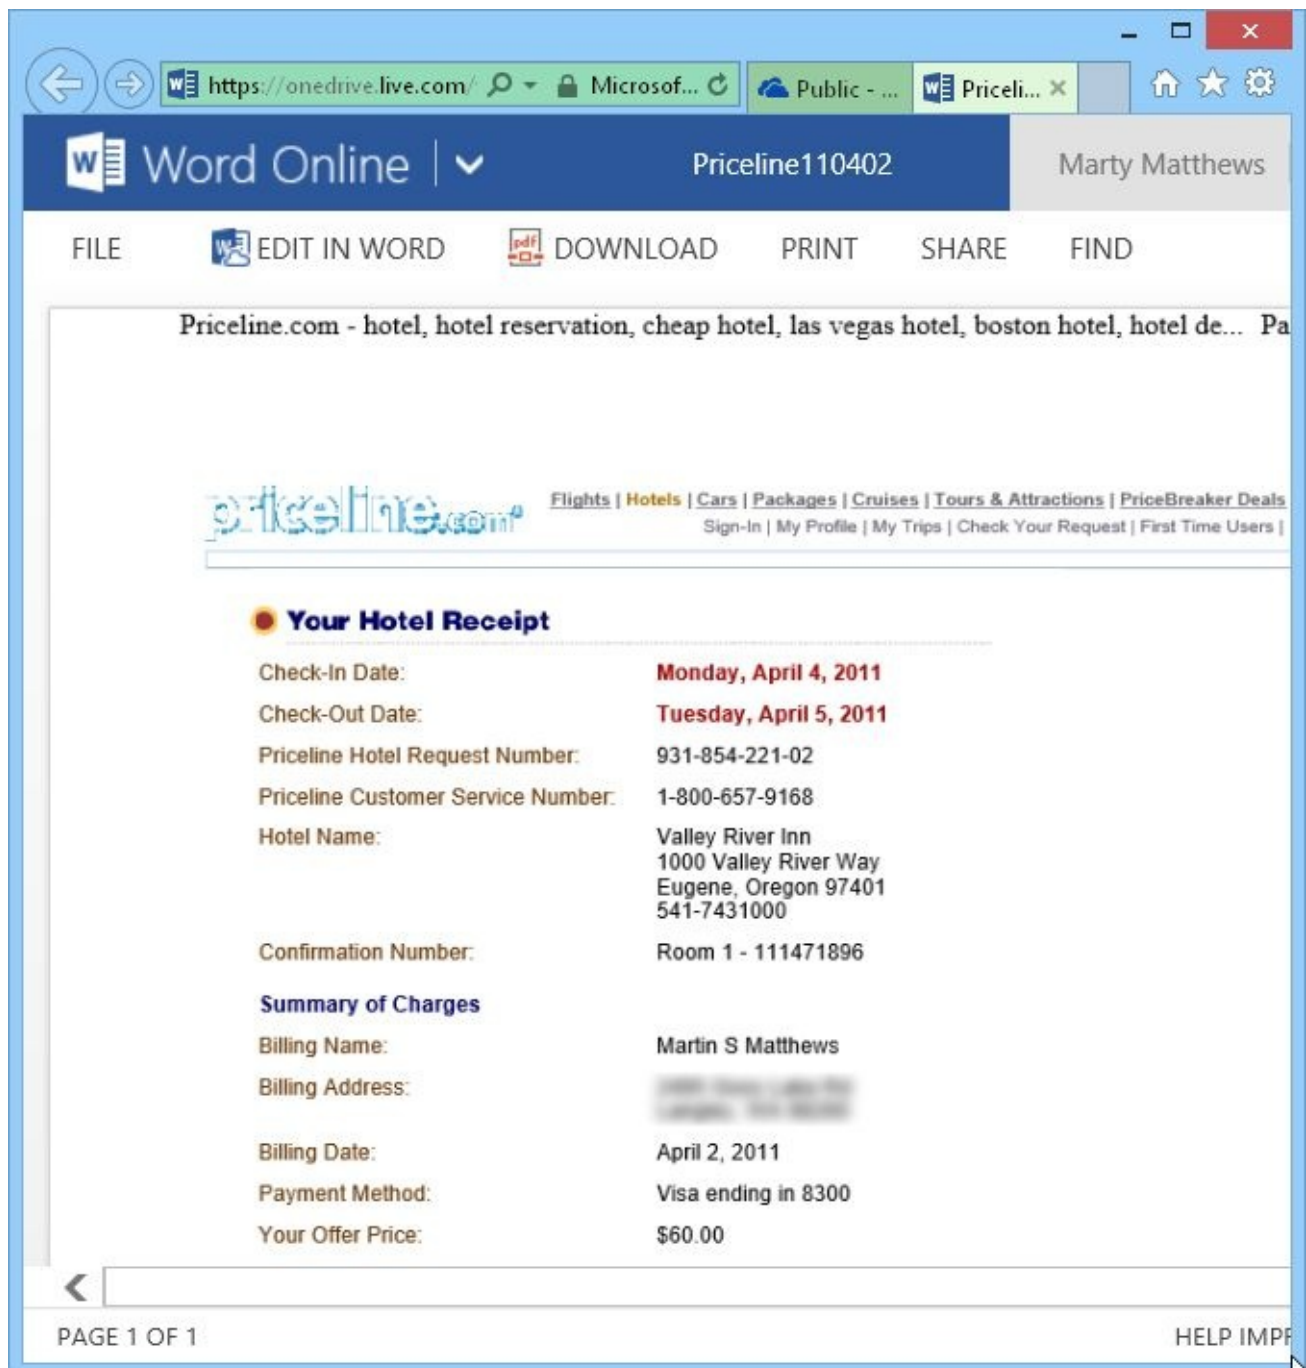 https://onedrive.live.com/ Microsof... Public - ... Priceli...
Word Online Priceline110402 Marty Matthews
FILE EDIT IN WORD pdf DOWNLOAD PRINT SHARE FIND
Priceline.com - hotel, hotel reservation, cheap hotel, las vegas hotel, boston hotel, hotel de... Pa
priceline.com®
Flights | Hotels | Cars | Packages | Cruises | Tours & Attractions | PriceBreaker Deals
Sign-In | My Profile | My Trips | Check Your Request | First Time Users |
Your Hotel Receipt
Check-In Date: Monday, April 4, 2011
Check-Out Date: Tuesday, April 5, 2011
Priceline Hotel Request Number: 931-854-221-02
Priceline Customer Service Number: 1-800-657-9168
Hotel Name: Valley River Inn
1000 Valley River Way
Eugene, Oregon 97401
541-7431000
Confirmation Number: Room 1 - 111471896
Summary of Charges
Billing Name: Martin S Matthews
Billing Address:
Billing Date: April 2, 2011
Payment Method: Visa ending in 8300
Your Offer Price: $60.00
PAGE 1 OF 1 HELP IMPR